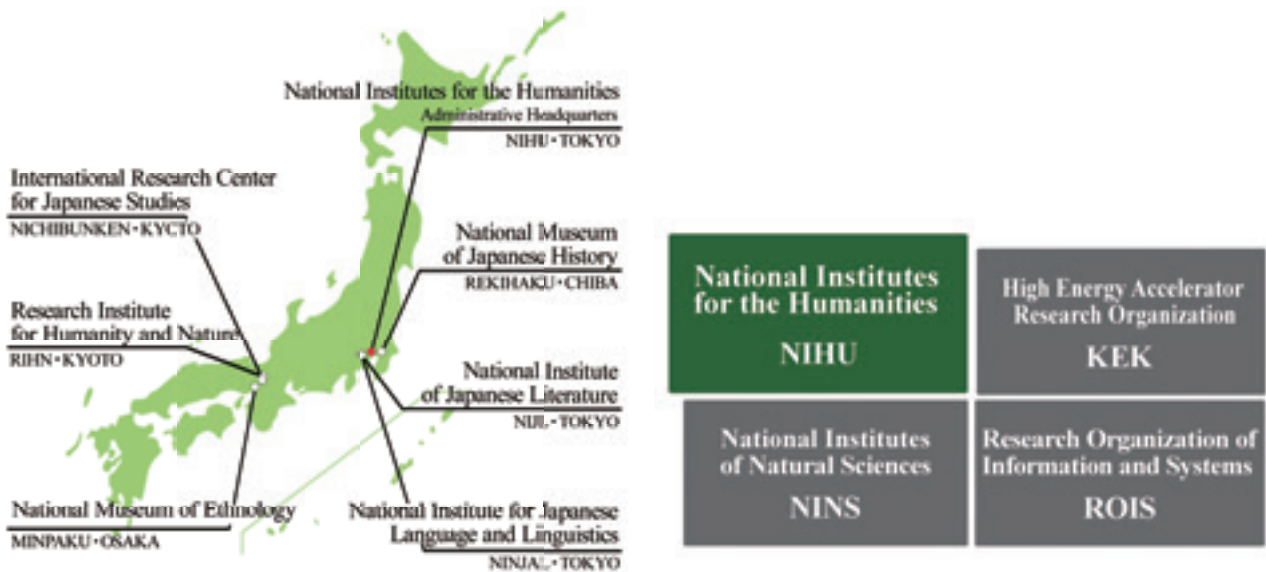 National Institutes for the Humanities
Administrative Headquarters
NIHU・TOKYO
International Research Center
for Japanese Studies
NICHIBUNKEN・KYOTO
National Museum
of Japanese History
REKIHAKU・CHIBA
Research Institute
for Humanity and Nature
RIHN・KYOTO
National Institute
of Japanese Literature
NIJL・TOKYO
National Museum of Ethnology
MINPAKU・OSAKA
National Institute for Japanese
Language and Linguistics
NINJAL・TOKYO
National Institutes
for the Humanities
NIHU
High Energy Accelerator
Research Organization
KEK
National Institutes
of Natural Sciences
NINS
Research Organization of
Information and Systems
ROIS